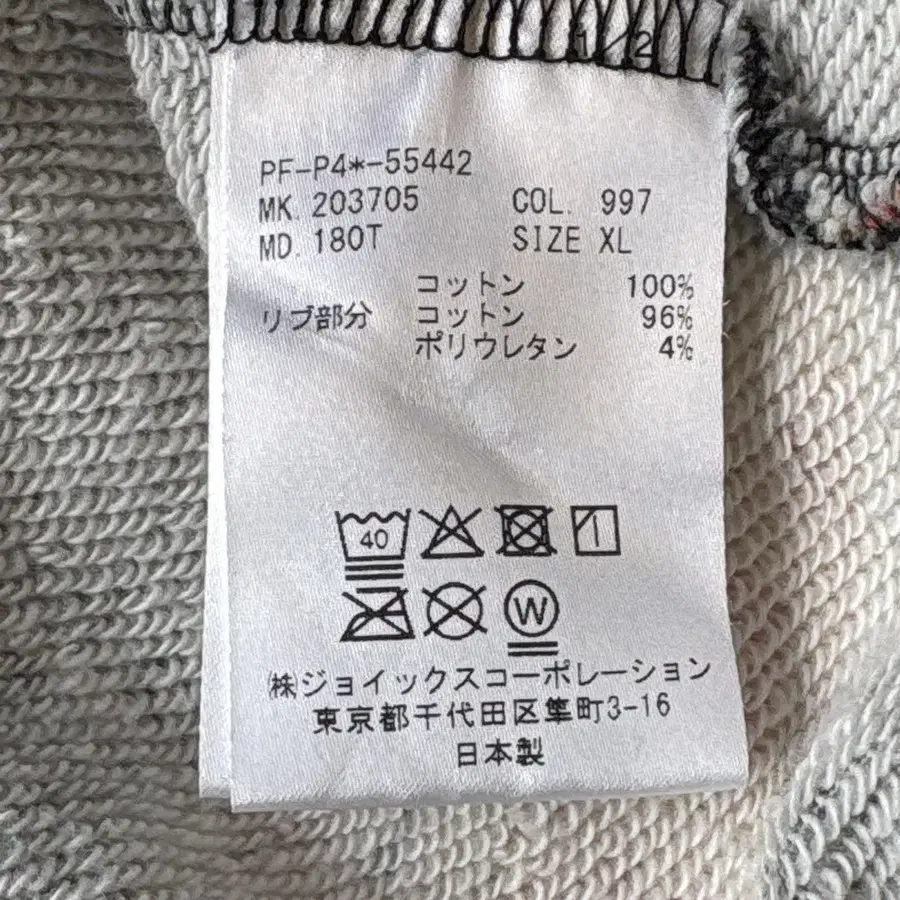 1/2
PF-P4*-55442
MK. 203705 COL. 997
MD. 180T SIZE XL
コットン 100%
リブ部分 コットン 96%
ポリウレタン 4%
40
W
㈱ジョイックスコーポレーション
東京都千代田区隼町3-16
日本製